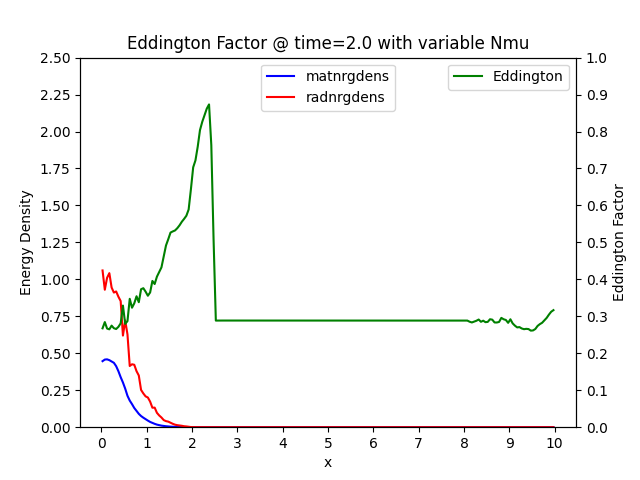 Eddington Factor @ time=2.0 with variable Nmu
matnrgdens
radnrgdens
Eddington
Energy Density
2.50
2.25
2.00
1.75
1.50
1.25
1.00
0.75
0.50
0.25
0.00
1.0
0.9
0.8
0.7
0.6
0.5
0.4
0.3
0.2
0.1
0.0
Eddington Factor
0 1 2 3 4 5 6 7 8 9 10
x